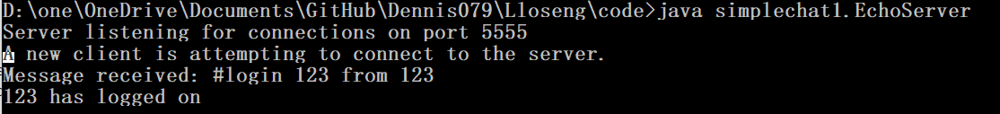 D:\one\OneDrive\Documents\GitHub\Dennis079\Lloseng\code>java simplechat1.EchoServer
Server listening for connections on port 5555
A new client is attempting to connect to the server.
Message received: #login 123 from 123
123 has logged on